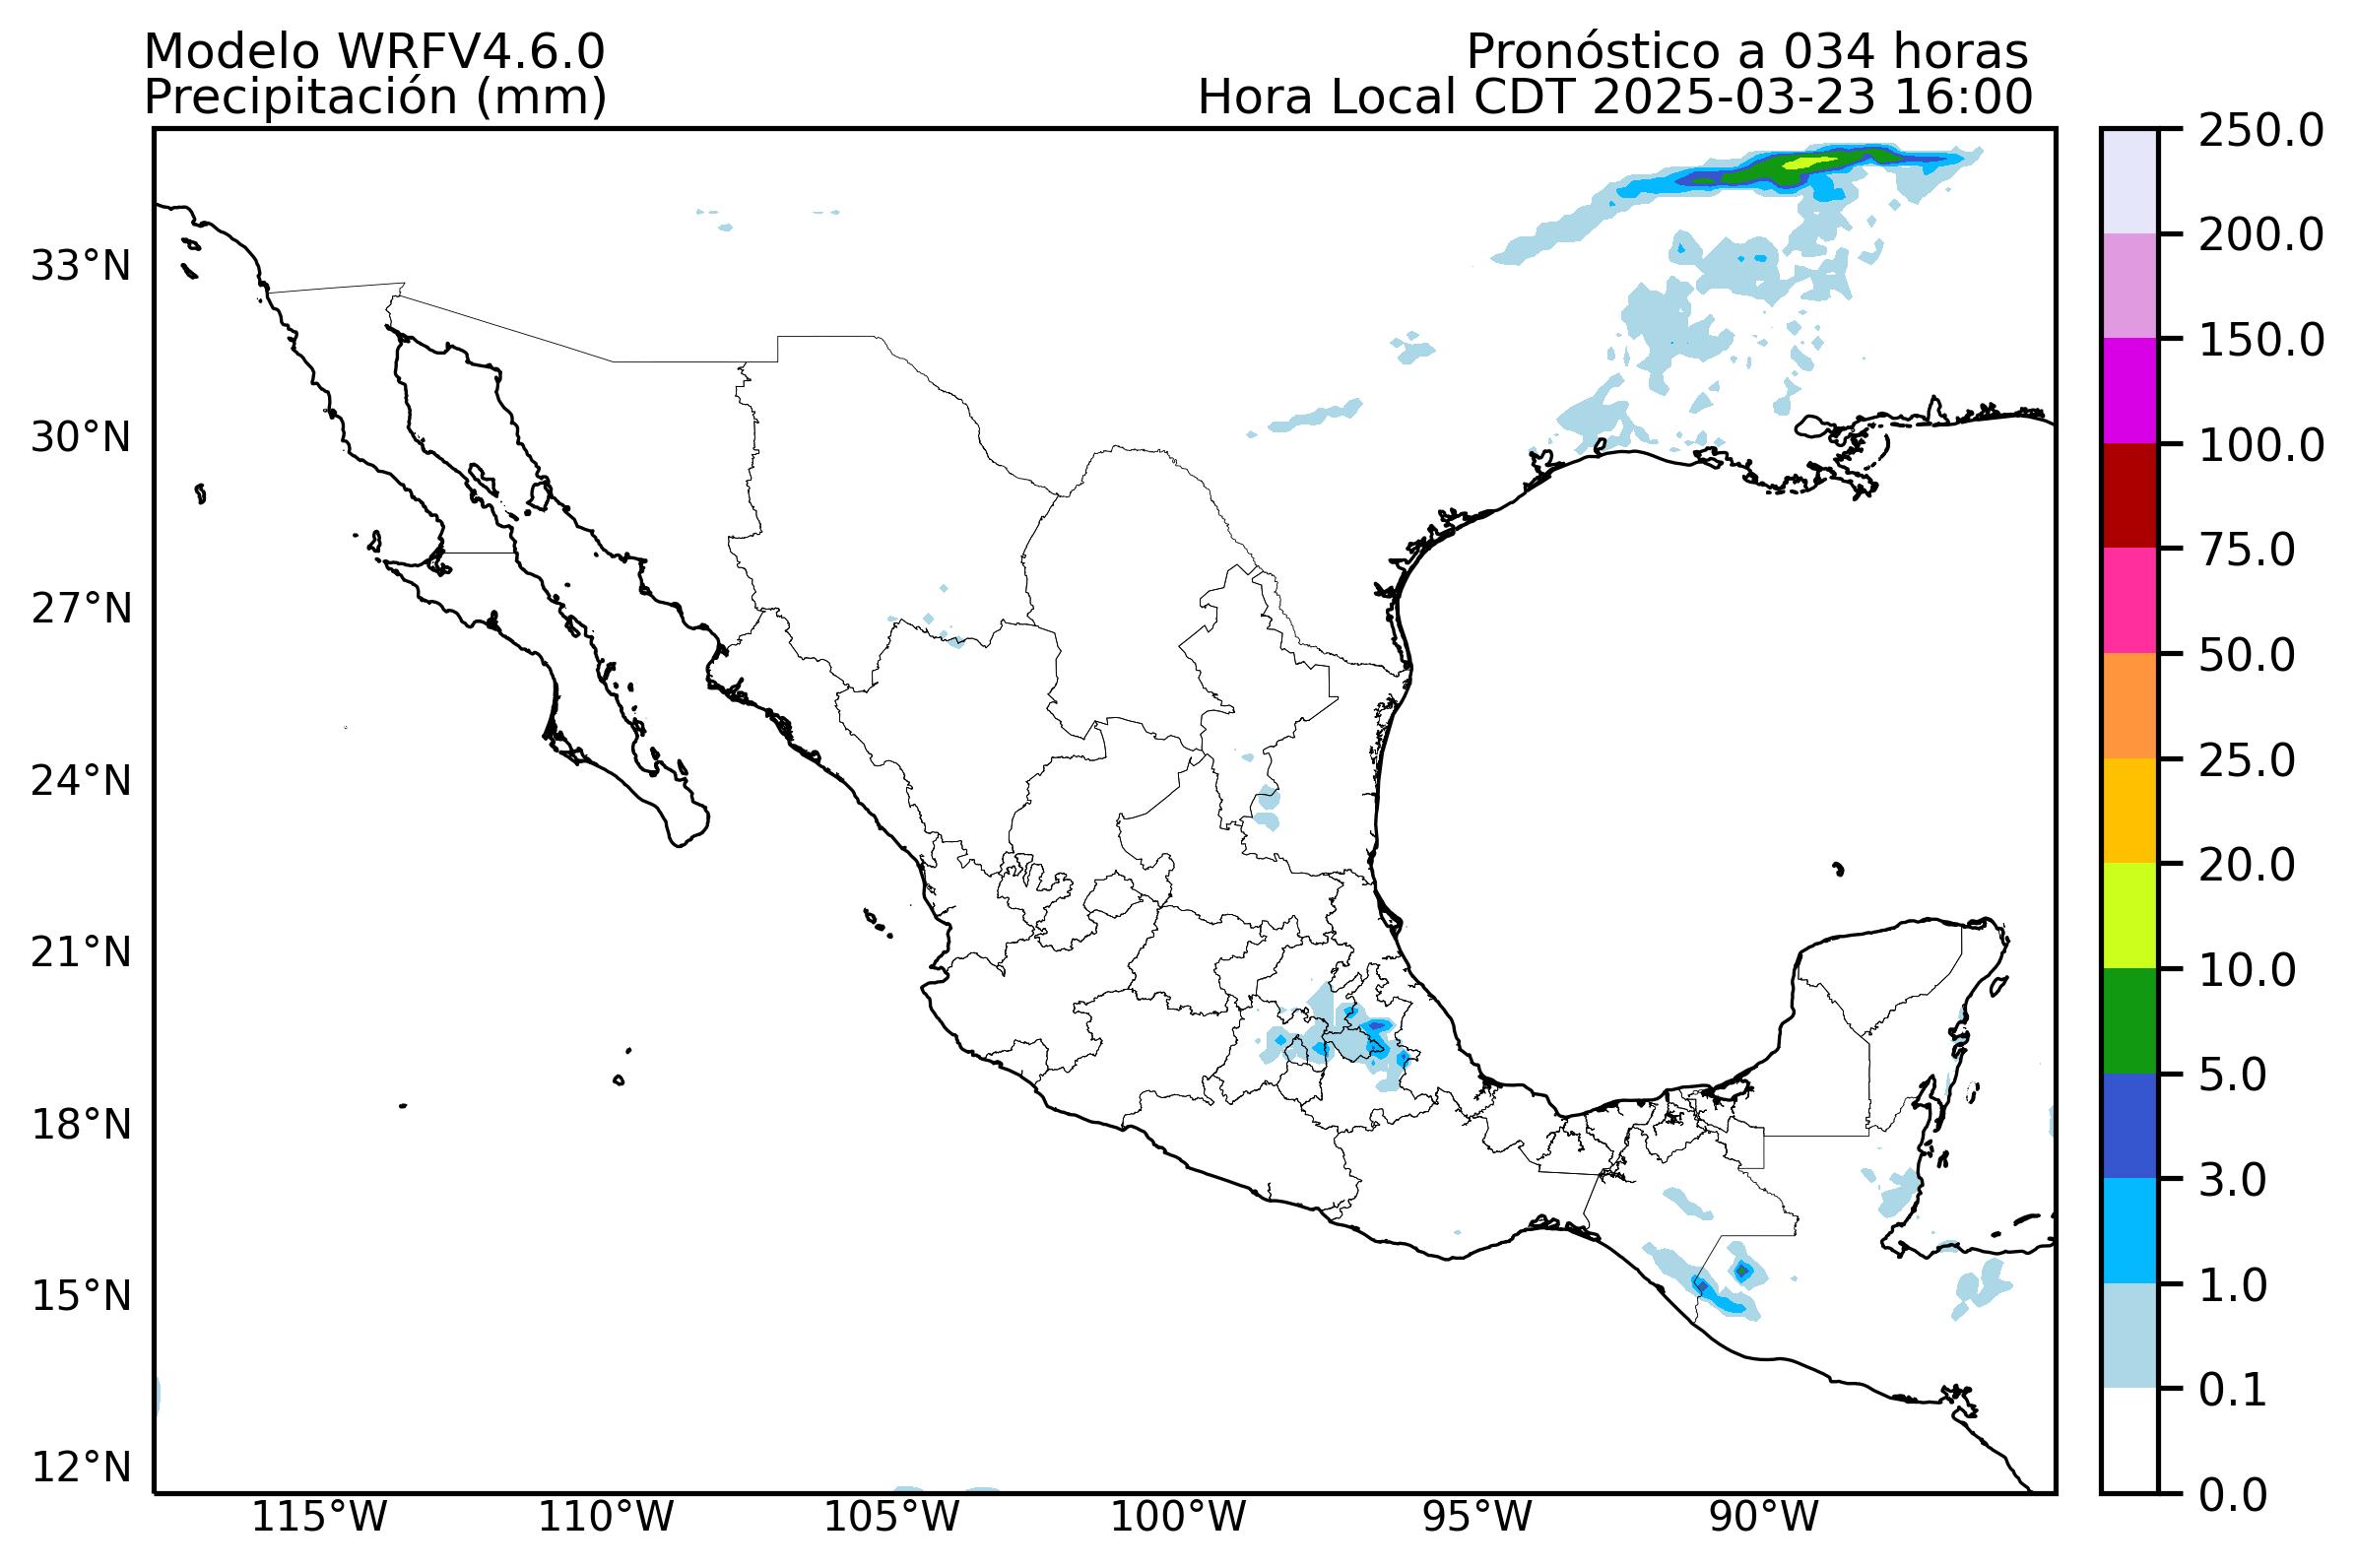 Modelo WRFV4.6.0
Precipitación (mm)
Pronóstico a 034 horas
Hora Local CDT 2025-03-23 16:00
33°N
30°N
27°N
24°N
21°N
18°N
15°N
12°N
115°W
110°W
105°W
100°W
95°W
90°W
250.0
200.0
150.0
100.0
75.0
50.0
25.0
20.0
10.0
5.0
3.0
1.0
0.1
0.0